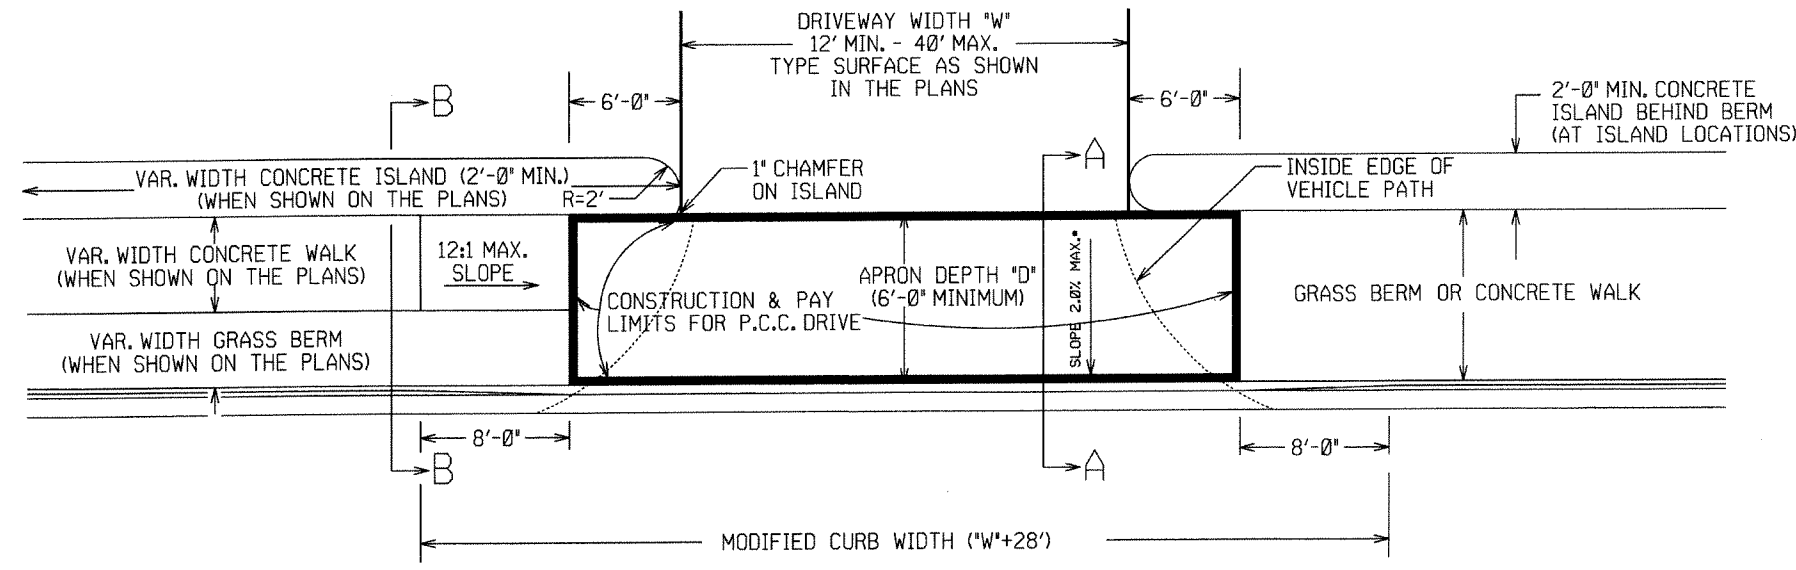 DRIVEWAY WIDTH "W"
12' MIN. - 40' MAX.
TYPE SURFACE AS SHOWN
IN THE PLANS
B
6'-0"
6'-0"
2'-0" MIN. CONCRETE
ISLAND BEHIND BERM
(AT ISLAND LOCATIONS)
A
1" CHAMFER
ON ISLAND
INSIDE EDGE OF
VEHICLE PATH
VAR. WIDTH CONCRETE ISLAND (2'-0" MIN.)
(WHEN SHOWN ON THE PLANS)
R=2'
VAR. WIDTH CONCRETE WALK
(WHEN SHOWN ON THE PLANS)
12:1 MAX.
SLOPE
CONSTRUCTION & PAY
LIMITS FOR P.C.C. DRIVE
APRON DEPTH "D"
(6'-0" MINIMUM)
SLOPE 2.0% MAX.*
GRASS BERM OR CONCRETE WALK
VAR. WIDTH GRASS BERM
(WHEN SHOWN ON THE PLANS)
8'-0"
8'-0"
B
A
MODIFIED CURB WIDTH ("W"+28')